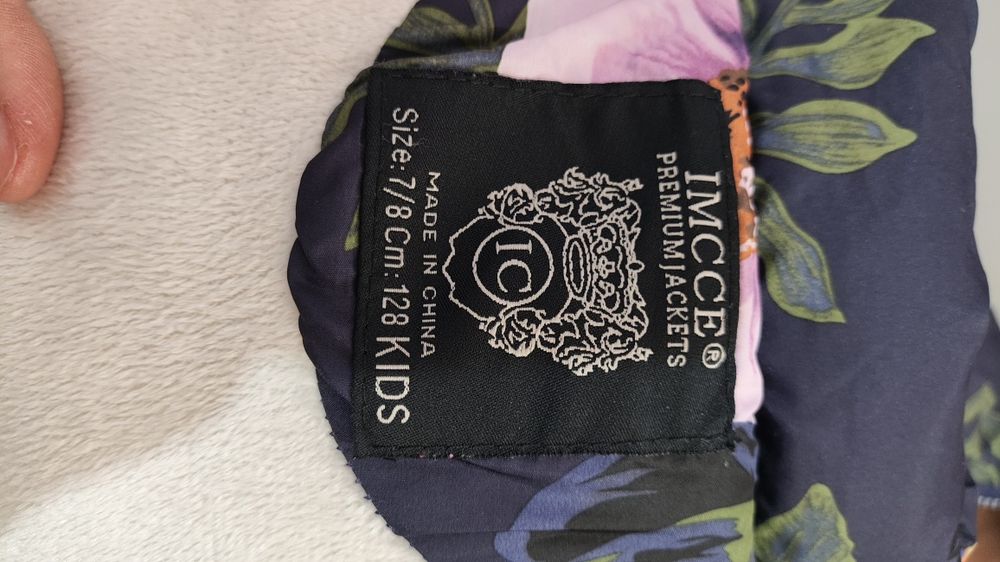 IMCCE®
PREMIUMJACKETS
IC
MADE IN CHINA
Size:7/8 Cm:128 KIDS